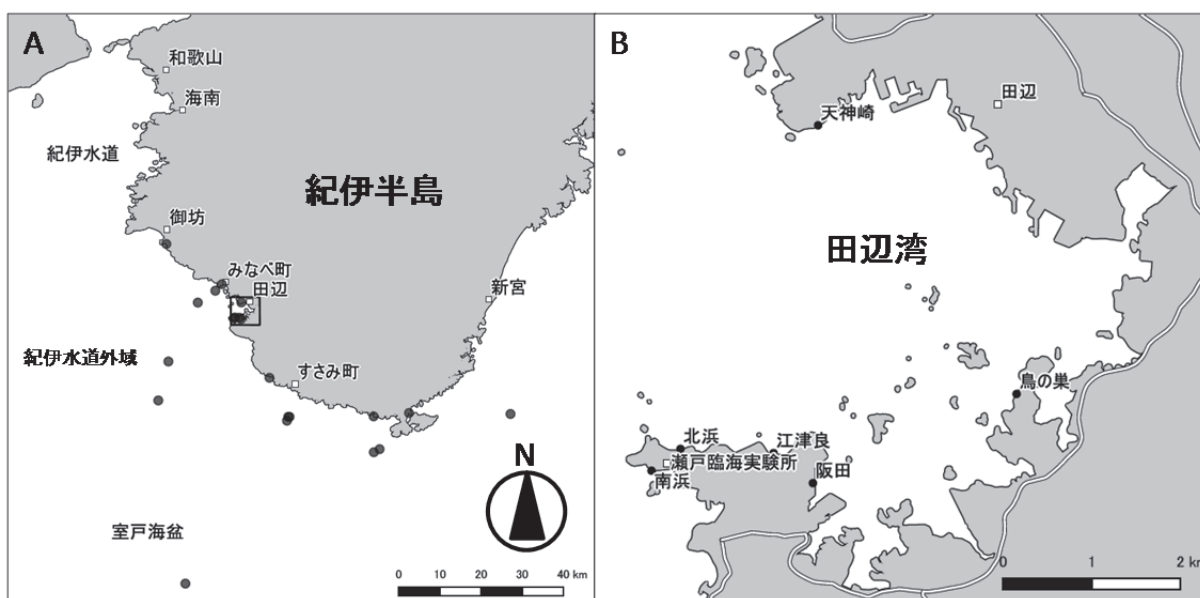 A
和歌山
海南
紀伊水道
紀伊半島
御坊
みなべ町
田辺
新宮
紀伊水道外域
すさみ町
N
室戸海盆
0 10 20 30 40 km
B
田辺
天神崎
田辺湾
鳥の巣
北浜
江津良
瀬戸臨海実験所
阪田
南浜
0 1 2 km